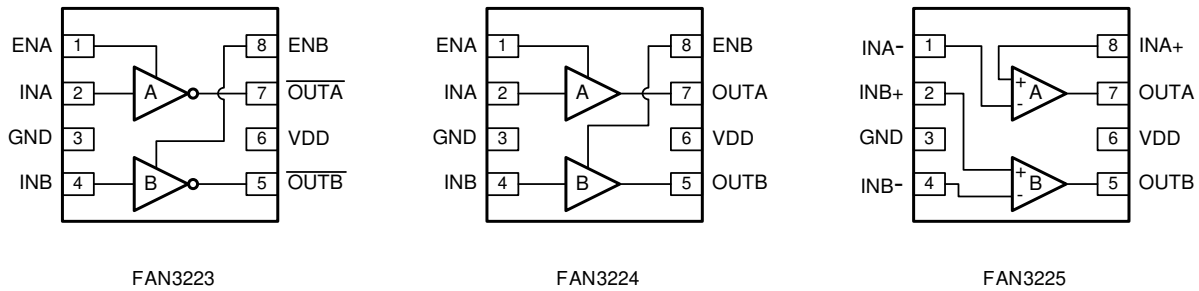 ENA 1 8 ENB
INA 2 A 7 OUTA
GND 3 6 VDD
INB 4 B 5 OUTB
FAN3223
ENA 1 8 ENB
INA 2 A 7 OUTA
GND 3 6 VDD
INB 4 B 5 OUTB
FAN3224
INA- 1 8 INA+
INB+ 2 + - A 7 OUTA
GND 3 6 VDD
INB- 4 + - B 5 OUTB
FAN3225